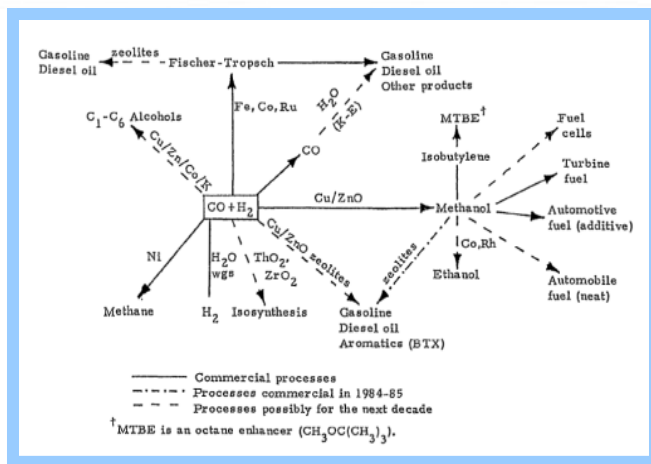 Gasoline
Diesel oil
zeolites
Fischer-Tropsch
Gasoline
Diesel oil
Other products
C1-C6 Alcohols
Cu/Zn/Co/K
Fe, Co, Ru
CO
H2O
(K-E)
MTBE†
Isobutylene
Fuel
cells
Turbine
fuel
CO+H2
Cu/ZnO
Methanol
Automotive
fuel (additive)
Ni
H2O
wgs
ThO2,
ZrO2
Cu/ZnO zeolites
zeolites
Co, Rh
Ethanol
Automobile
fuel (neat)
Methane
H2
Isosynthesis
Gasoline
Diesel oil
Aromatics (BTX)
Commercial processes
Processes commercial in 1984-85
Processes possibly for the next decade
†MTBE is an octane enhancer (CH3OC(CH3)3).